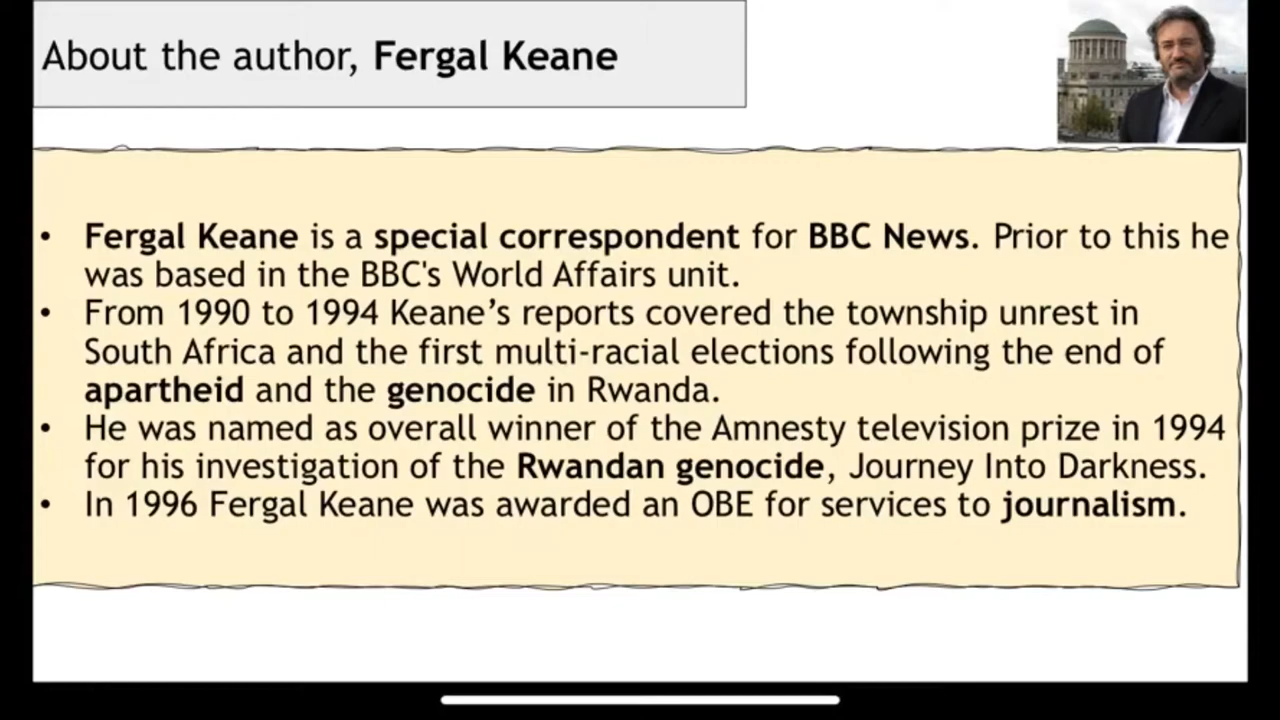 About the author, Fergal Keane
• Fergal Keane is a special correspondent for BBC News. Prior to this he
was based in the BBC's World Affairs unit.
• From 1990 to 1994 Keane’s reports covered the township unrest in
South Africa and the first multi-racial elections following the end of
apartheid and the genocide in Rwanda.
• He was named as overall winner of the Amnesty television prize in 1994
for his investigation of the Rwandan genocide, Journey Into Darkness.
• In 1996 Fergal Keane was awarded an OBE for services to journalism.